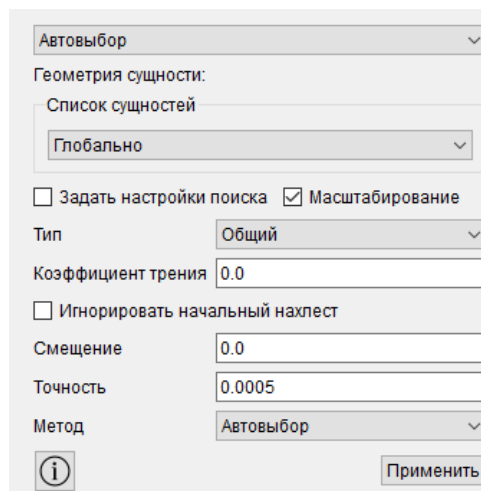 Автовыбор
Геометрия сущности:
Список сущностей
Глобально
Задать настройки поиска Масштабирование
Тип Общий
Коэффициент трения 0.0
Игнорировать начальный нахлест
Смещение 0.0
Точность 0.0005
Метод Автовыбор
Применить